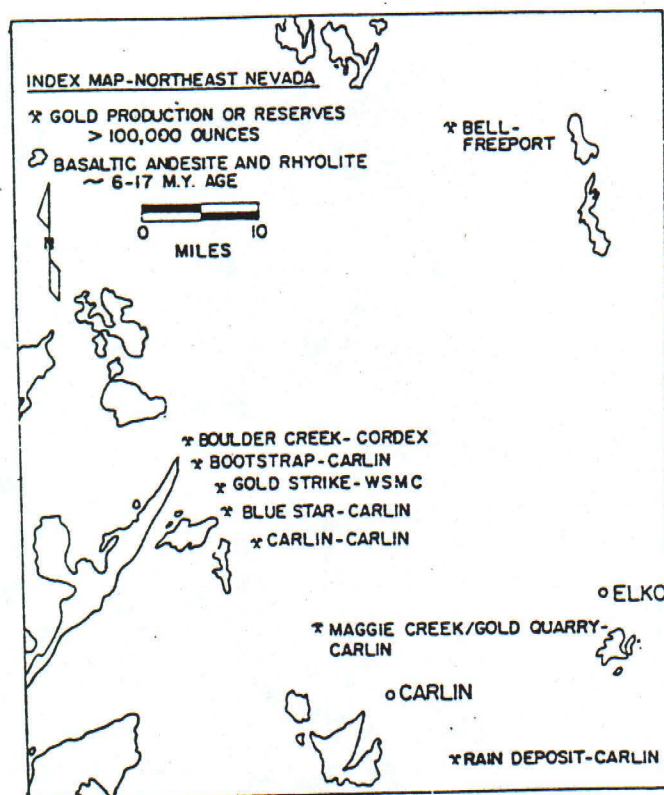 INDEX MAP-NORTHEAST NEVADA
GOLD PRODUCTION OR RESERVES
> 100,000 OUNCES
BASALTIC ANDESITE AND RHYOLITE
~ 6-17 M.Y. AGE
N
0 10
MILES
BELL-
FREEPORT
BOULDER CREEK-CORDEX
BOOTSTRAP-CARLIN
GOLD STRIKE-WSMC
BLUE STAR-CARLIN
CARLIN-CARLIN
ELKO
MAGGIE CREEK/GOLD QUARRY-
CARLIN
CARLIN
RAIN DEPOSIT-CARLIN